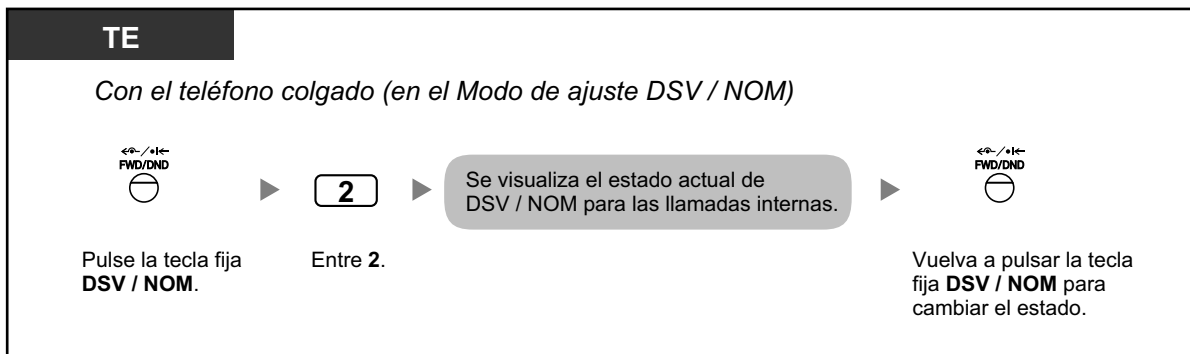 TE
Con el teléfono colgado (en el Modo de ajuste DSV / NOM)
FWD/DND
2
Se visualiza el estado actual de
DSV / NOM para las llamadas internas.
FWD/DND
Pulse la tecla fija
DSV / NOM.
Entre 2.
Vuelva a pulsar la tecla
fija DSV / NOM para
cambiar el estado.